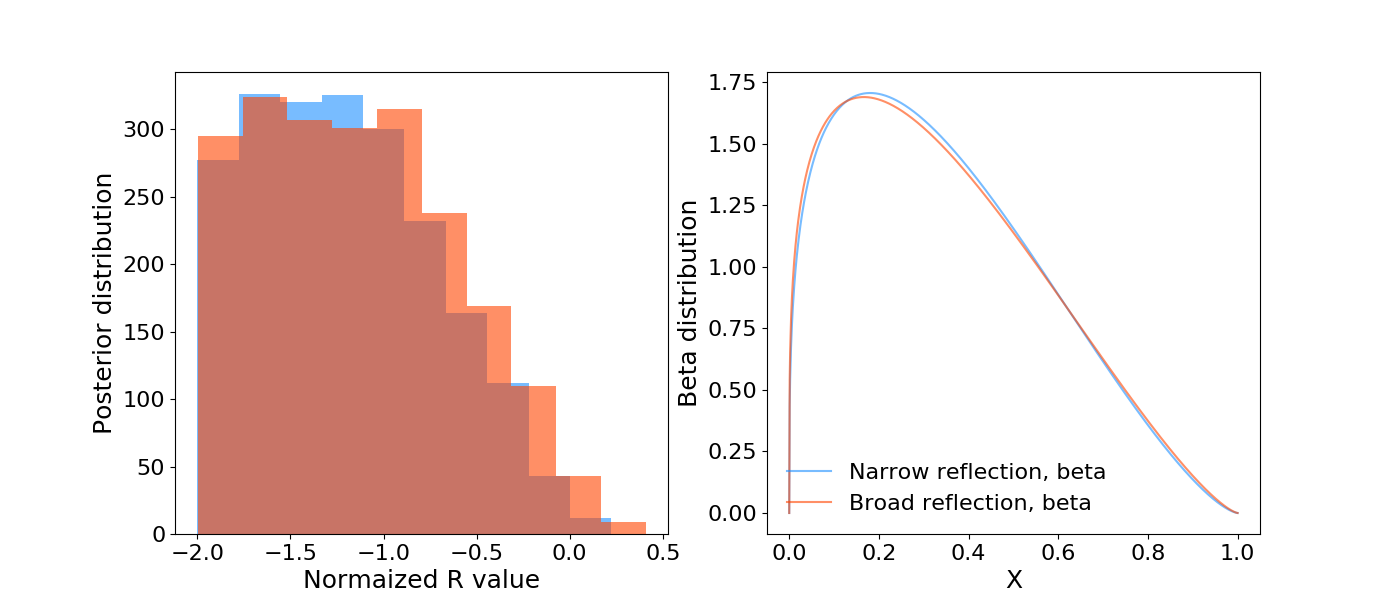 Posterior distribution
300
250
200
150
100
50
0
−2.0 −1.5 −1.0 −0.5 0.0 0.5
Normaized R value
Beta distribution
1.75
1.50
1.25
1.00
0.75
0.50
0.25
0.00
Narrow reflection, beta
Broad reflection, beta
0.0 0.2 0.4 0.6 0.8 1.0
X